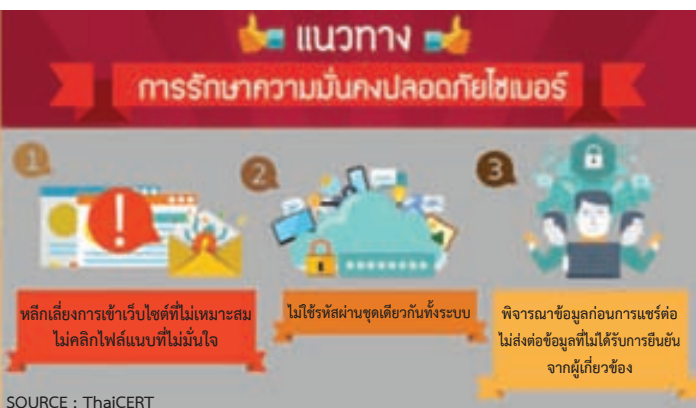 แนวทาง
การรักษาความมั่นคงปลอดภัยไซเบอร์
1
2
3
หลีกเลี่ยงการเข้าเว็บไซต์ที่ไม่เหมาะสม
ไม่คลิกไฟล์แนบที่ไม่มั่นใจ
ไม่ใช้รหัสผ่านชุดเดียวกันทั้งระบบ
พิจารณาข้อมูลก่อนการแชร์ต่อ
ไม่ส่งต่อข้อมูลที่ไม่ได้รับการยืนยัน
จากผู้เกี่ยวข้อง
SOURCE : ThaiCERT